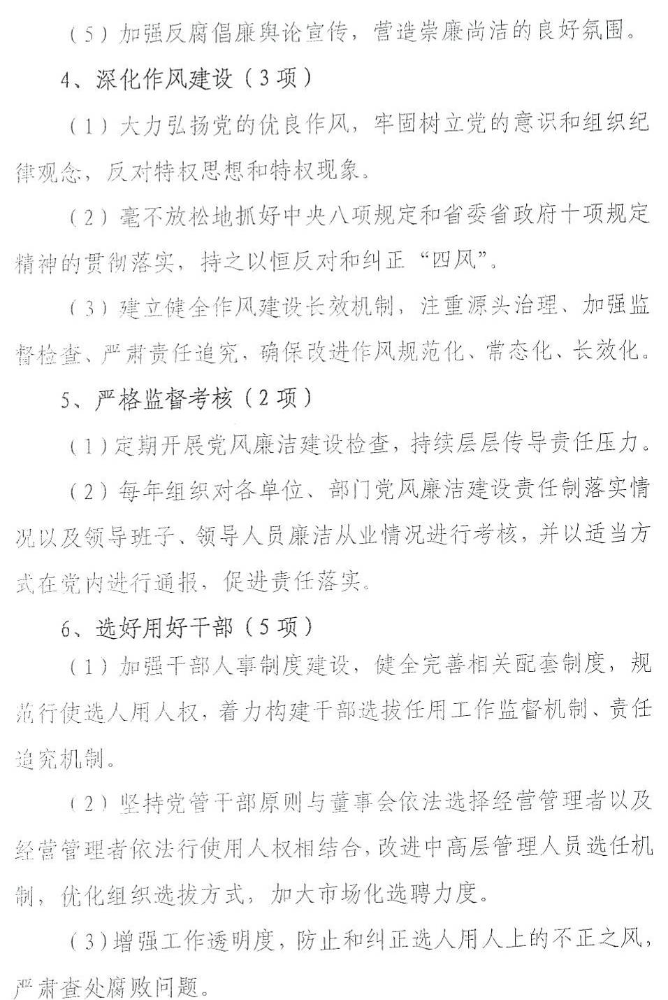 （5）加强反腐倡廉舆论宣传，营造崇廉尚洁的良好氛围。
4、深化作风建设（3项）
（1）大力弘扬党的优良作风，牢固树立党的意识和组织纪
律观念，反对特权思想和特权现象。
（2）毫不放松地抓好中央八项规定和省委省政府十项规定
精神的贯彻落实，持之以恒反对和纠正“四风”。
（3）建立健全作风建设长效机制，注重源头治理、加强监
督检查、严肃责任追究，确保改进作风规范化、常态化、长效化。
5、严格监督考核（2项）
（1）定期开展党风廉洁建设检查，持续层层传导责任压力。
（2）每年组织对各单位、部门党风廉洁建设责任制落实情
况以及领导班子、领导人员廉洁从业情况进行考核，并以适当方
式在党内进行通报，促进责任落实。
6、选好用好干部（5项）
（1）加强干部人事制度建设，健全完善相关配套制度，规
范行使选人用人权，着力构建干部选拔任用工作监督机制、责任
追究机制。
（2）坚持党管干部原则与董事会依法选择经营管理者以及
经营管理者依法行使用人权相结合，改进中高层管理人员选任机
制，优化组织选拔方式，加大市场化选聘力度。
（3）增强工作透明度，防止和纠正选人用人上的不正之风，
严肃查处腐败问题。